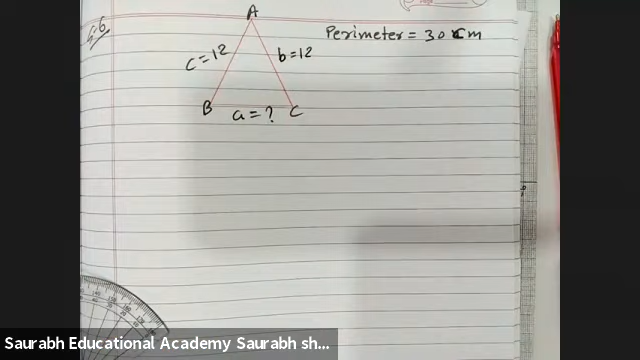 6
A
Perimeter = 30 cm
c = 12
b = 12
B
a = ?
C
Saurabh Educational Academy Saurabh sh...